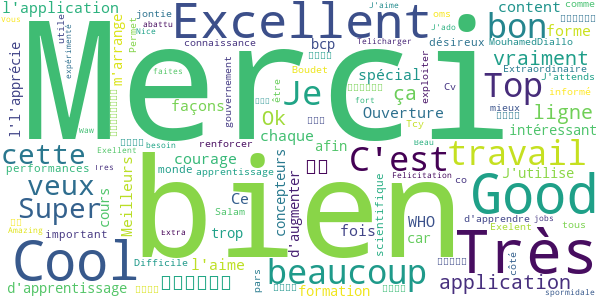 l'application
jontie
abattu
Excellent
J'aime
oms
content
comme
vous
utile
expérimenté
Permet
Nice
connaissance
bcp
Telicharger
J'ado
désireux
bon
forme
MouhamedDiallo
l'apprécie
l'
Merci
m'arrange
gouvernement
Boudet
spécial
exploiter
vraiment
Extraordinaire
J'attends
faites
être
Je
fort
ça
Cv
Top
informé
façons
Ok
Ouverture
mieux
ligne
Waw
besoin
renforcer
chaque
afin
Tcy
Beau
intéressant
cette
Exellent
Meilleurs
courage
concepteurs
C'est
travail
performances
Tres
monde
apprentissage
d'augmenter
Felicitation
co
J'utilise
veux
cours
bien
Ce
scientifique
Good
Super
Salam
WHO
d'apprendre
jobs
important
Extra
trop
fois
car
Exelent
tous
Amazing
Très
Cool
Difficile
l'aime
pars
beaucoup
côté
application
d'apprentissage
formation
spormidale